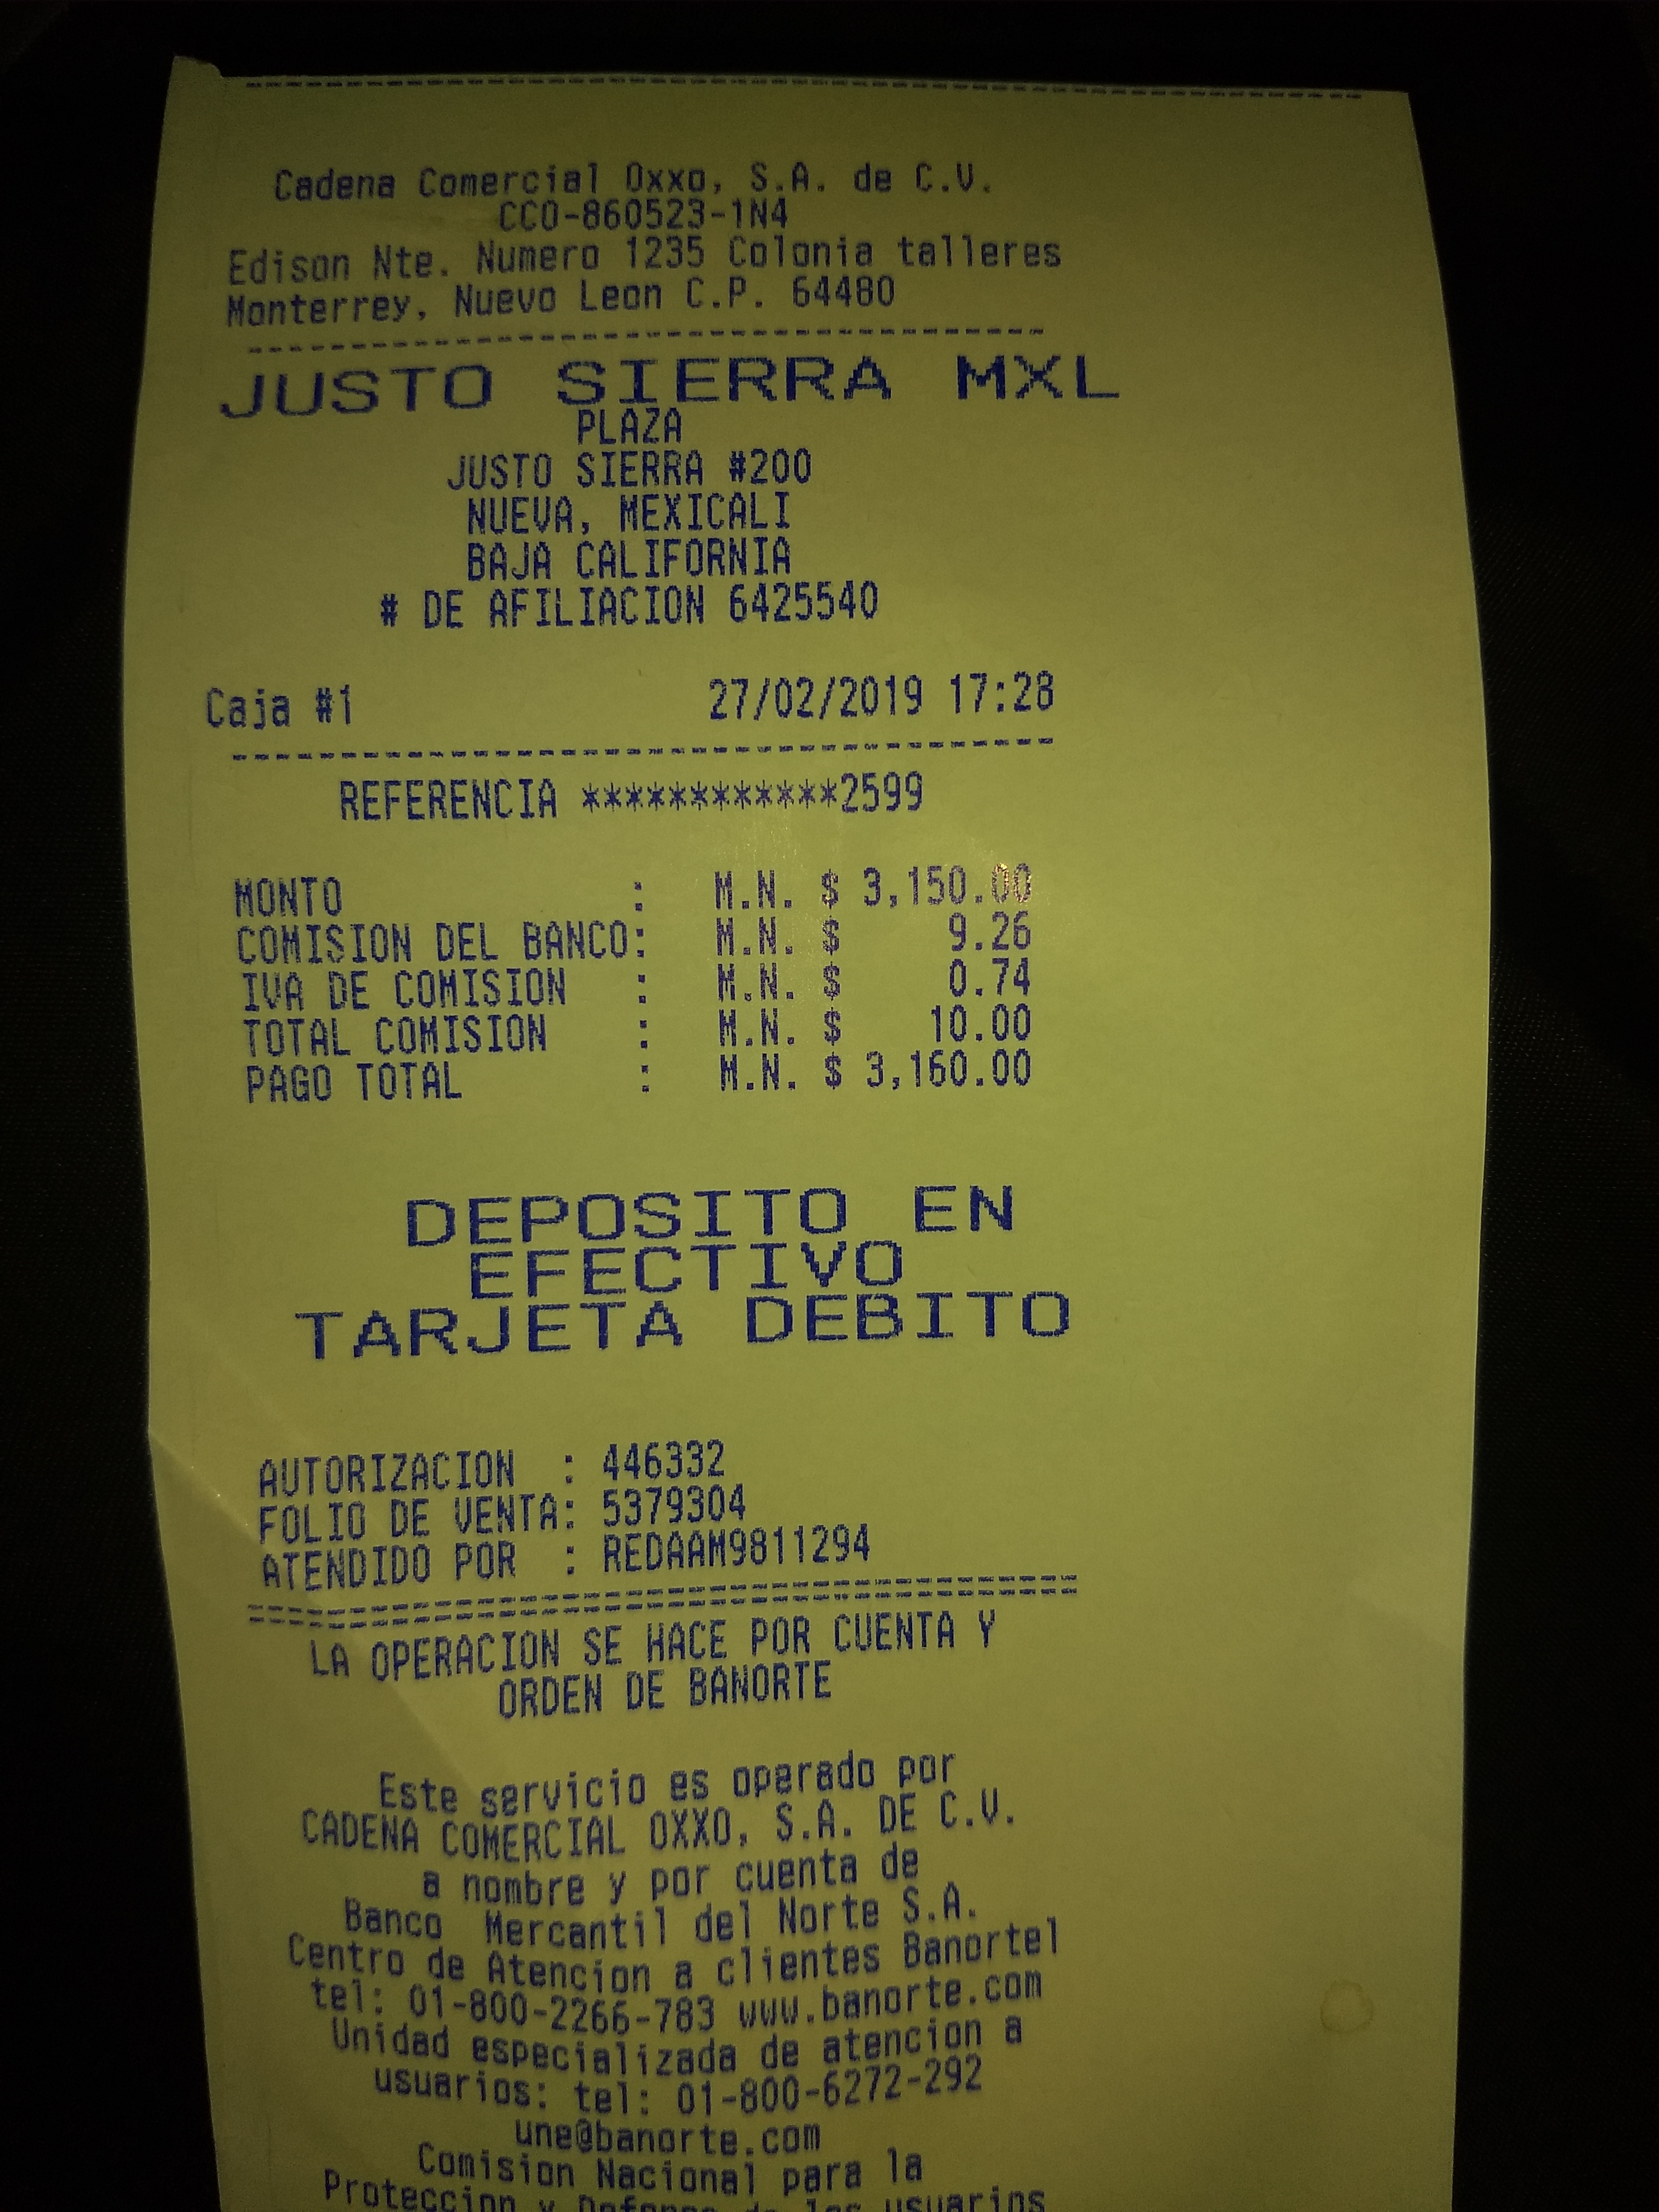 Cadena Comercial Oxxo, S.A. de C.V.
CCO-860523-1N4
Edison Nte. Numero 1235 Colonia talleres
Monterrey, Nuevo Leon C.P. 64480
JUSTO SIERRA MXL
PLAZA
JUSTO SIERRA #200
NUEVA, MEXICALI
BAJA CALIFORNIA
# DE AFILIACION 6425540
Caja #1 27/02/2019 17:28
REFERENCIA ************2599
MONTO : M.N. $ 3,150.00
COMISION DEL BANCO: M.N. $ 9.26
IVA DE COMISION : M.N. $ 0.74
TOTAL COMISION : M.N. $ 10.00
PAGO TOTAL : M.N. $ 3,160.00
DEPOSITO EN
EFECTIVO
TARJETA DEBITO
AUTORIZACION : 446332
FOLIO DE VENTA: 5379304
ATENDIDO POR : REDAAM9811294
LA OPERACION SE HACE POR CUENTA Y
ORDEN DE BANORTE
Este servicio es operado por
CADENA COMERCIAL OXXO, S.A. DE C.V.
a nombre y por cuenta de
Banco Mercantil del Norte S.A.
Centro de Atencion a clientes Banortel
tel: 01-800-2266-783 www.banorte.com
Unidad especializada de atencion a
usuarios: tel: 01-800-6272-292
une@banorte.com
Comision Nacional para la
Proteccion y Defensa de los usuarios